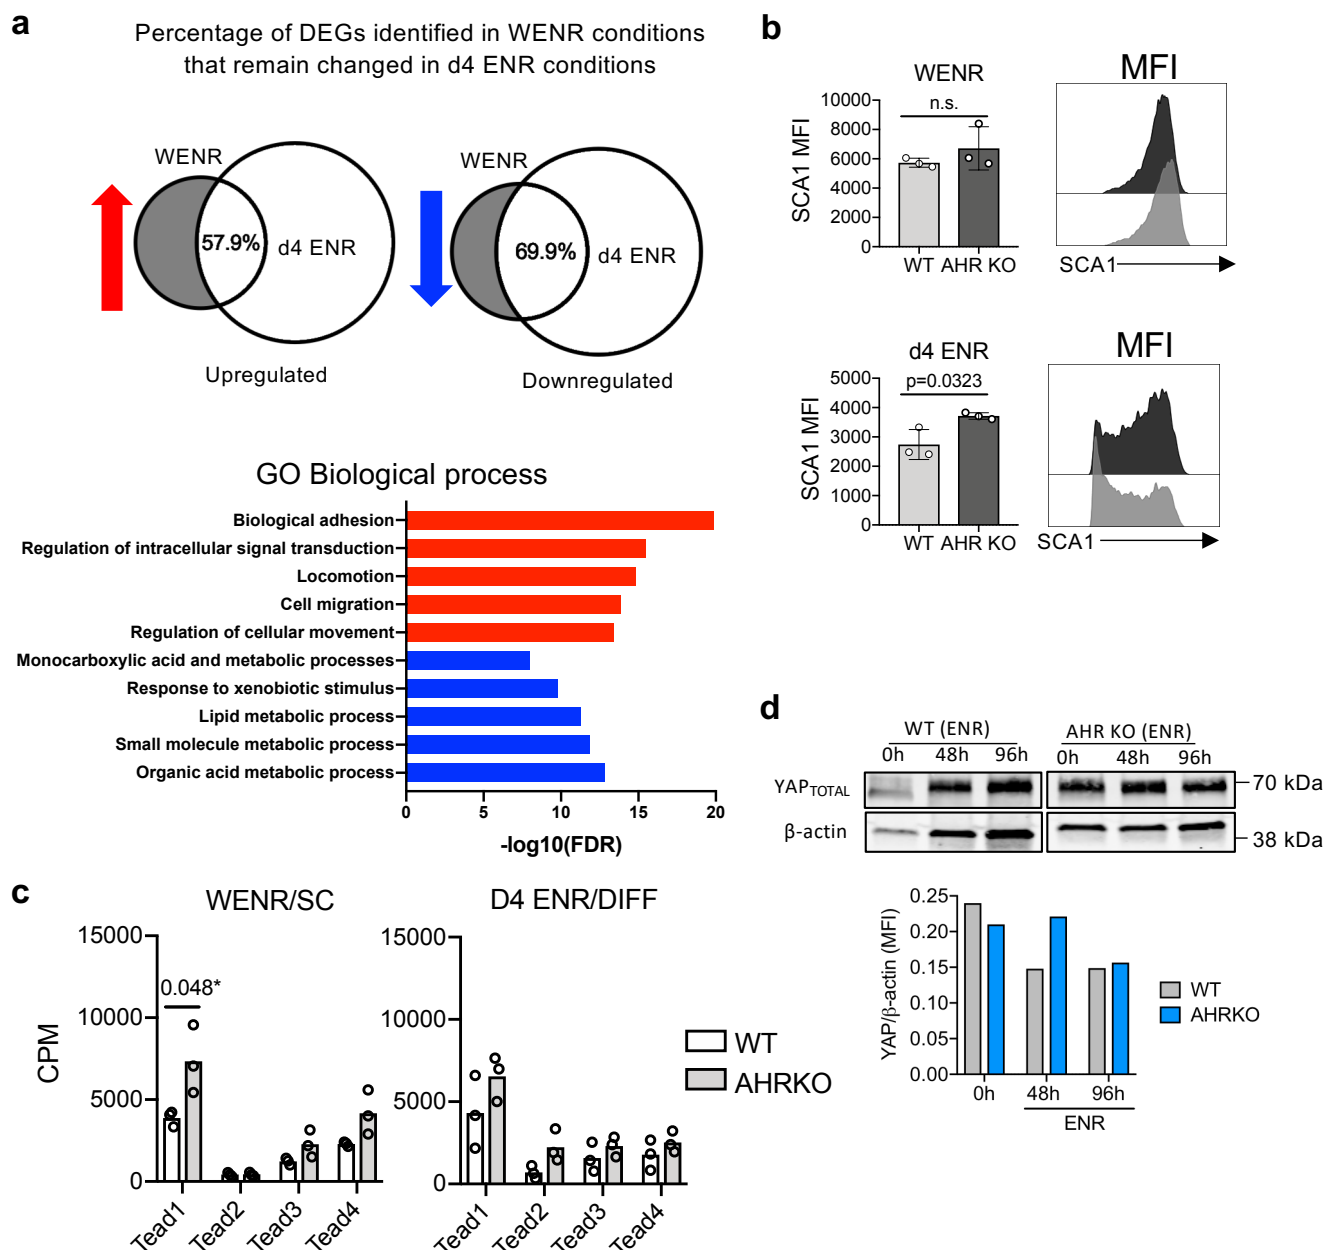 a
Percentage of DEGs identified in WENR conditions
that remain changed in d4 ENR conditions
WENR
57.9%
d4 ENR
Upregulated
WENR
69.9%
d4 ENR
Downregulated
GO Biological process
Biological adhesion
Regulation of intracellular signal transduction
Locomotion
Cell migration
Regulation of cellular movement
Monocarboxylic acid and metabolic processes
Response to xenobiotic stimulus
Lipid metabolic process
Small molecule metabolic process
Organic acid metabolic process
0 5 10 15 20
-log10(FDR)
b
WENR
n.s.
SCA1 MFI
10000
8000
6000
4000
2000
0
WT AHR KO
MFI
SCA1
d4 ENR
p=0.0323
SCA1 MFI
5000
4000
3000
2000
1000
0
WT AHR KO
MFI
SCA1
c
WENR/SC
CPM
15000
10000
5000
0
0.048*
Tead1 Tead2 Tead3 Tead4
D4 ENR/DIFF
15000
10000
5000
0
Tead1 Tead2 Tead3 Tead4
WT
AHRKO
d
WT (ENR)
0h 48h 96h
AHR KO (ENR)
0h 48h 96h
YAPTOTAL
70 kDa
β-actin
38 kDa
YAP/β-actin (MFI)
0.25
0.20
0.15
0.10
0.05
0.00
0h 48h 96h
ENR
WT
AHRKO